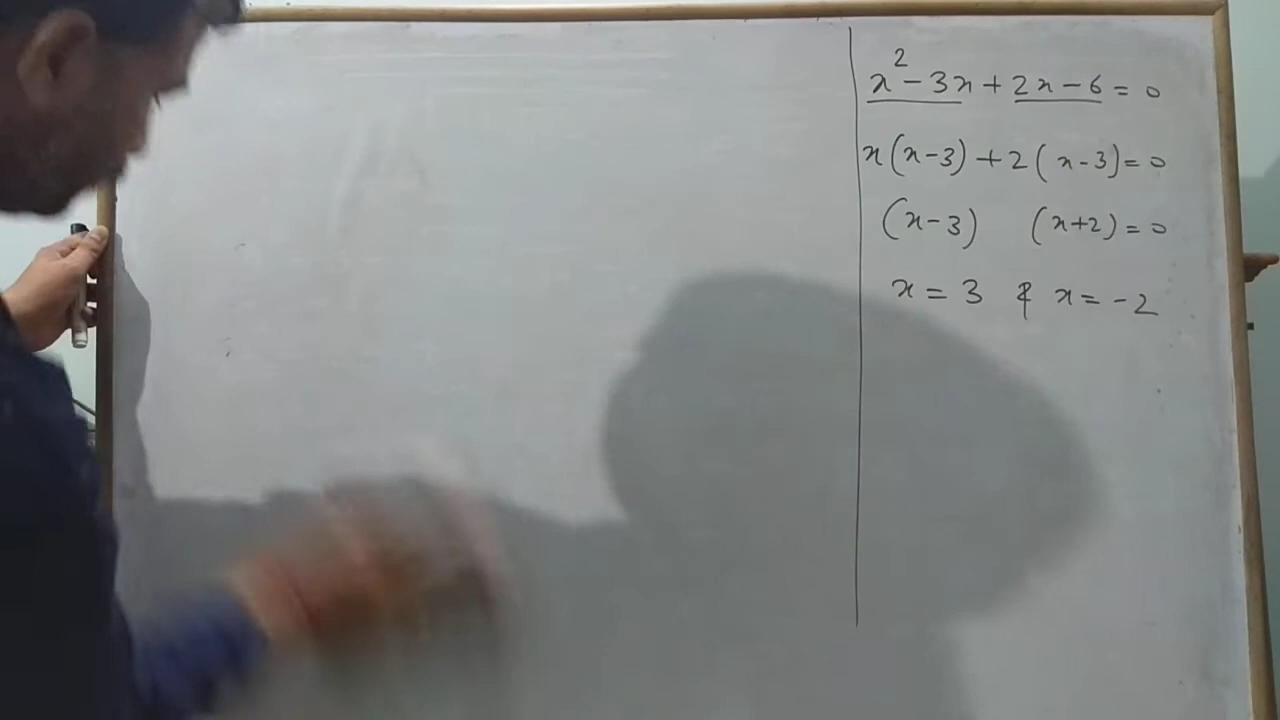 x² - 3x + 2x - 6 = 0
x(x-3) + 2(x-3) = 0
(x-3) (x+2) = 0
x = 3 & x = -2